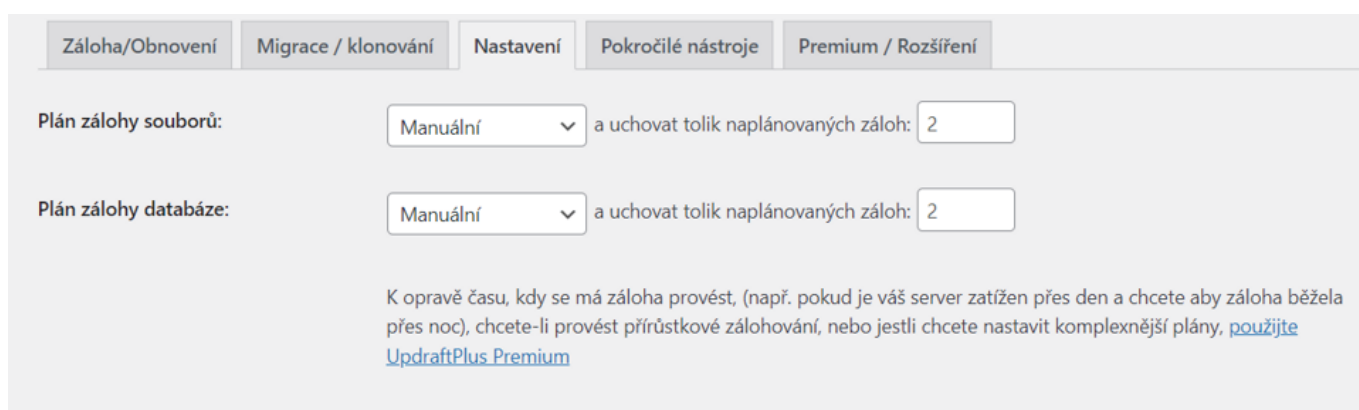 Záloha/Obnovení Migrace / klonování Nastavení Pokročilé nástroje Premium / Rozšíření
Plán zálohy souborů: Manuální a uchovat tolik naplánovaných záloh: 2
Plán zálohy databáze: Manuální a uchovat tolik naplánovaných záloh: 2
K opravě času, kdy se má záloha provést, (např. pokud je váš server zatížen přes den a chcete aby záloha běžela
přes noc), chcete-li provést přírůstkové zálohování, nebo jestli chcete nastavit komplexnější plány, použijte
UpdraftPlus Premium